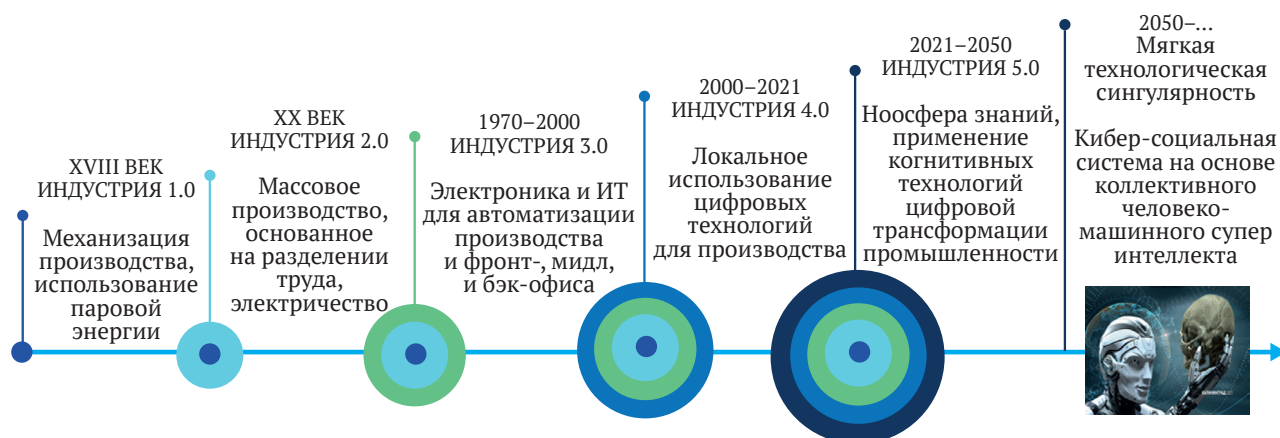 XVIII ВЕК
ИНДУСТРИЯ 1.0
Механизация
производства,
использование
паровой
энергии
XX ВЕК
ИНДУСТРИЯ 2.0
Массовое
производство,
основанное
на разделении
труда,
электричество
1970–2000
ИНДУСТРИЯ 3.0
Электроника и ИТ
для автоматизации
производства
и фронт-, мидл,
и бэк-офиса
2000–2021
ИНДУСТРИЯ 4.0
Локальное
использование
цифровых
технологий
для производства
2021–2050
ИНДУСТРИЯ 5.0
Ноосфера знаний,
применение
когнитивных
технологий
цифровой
трансформации
промышленности
2050–...
Мягкая
технологическая
сингулярность
Кибер-социальная
система на основе
коллективного
человеко-
машинного супер
интеллекта